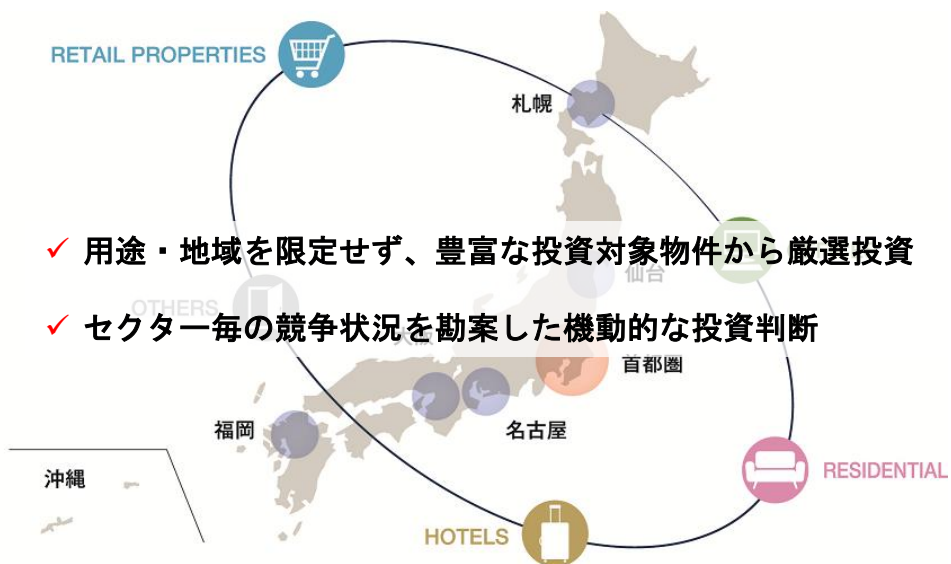 RETAIL PROPERTIES
札幌
✓ 用途・地域を限定せず、豊富な投資対象物件から厳選投資
仙台
OTHERS
✓ セクター毎の競争状況を勘案した機動的な投資判断
大阪
首都圏
福岡
名古屋
沖縄
RESIDENTIAL
HOTELS